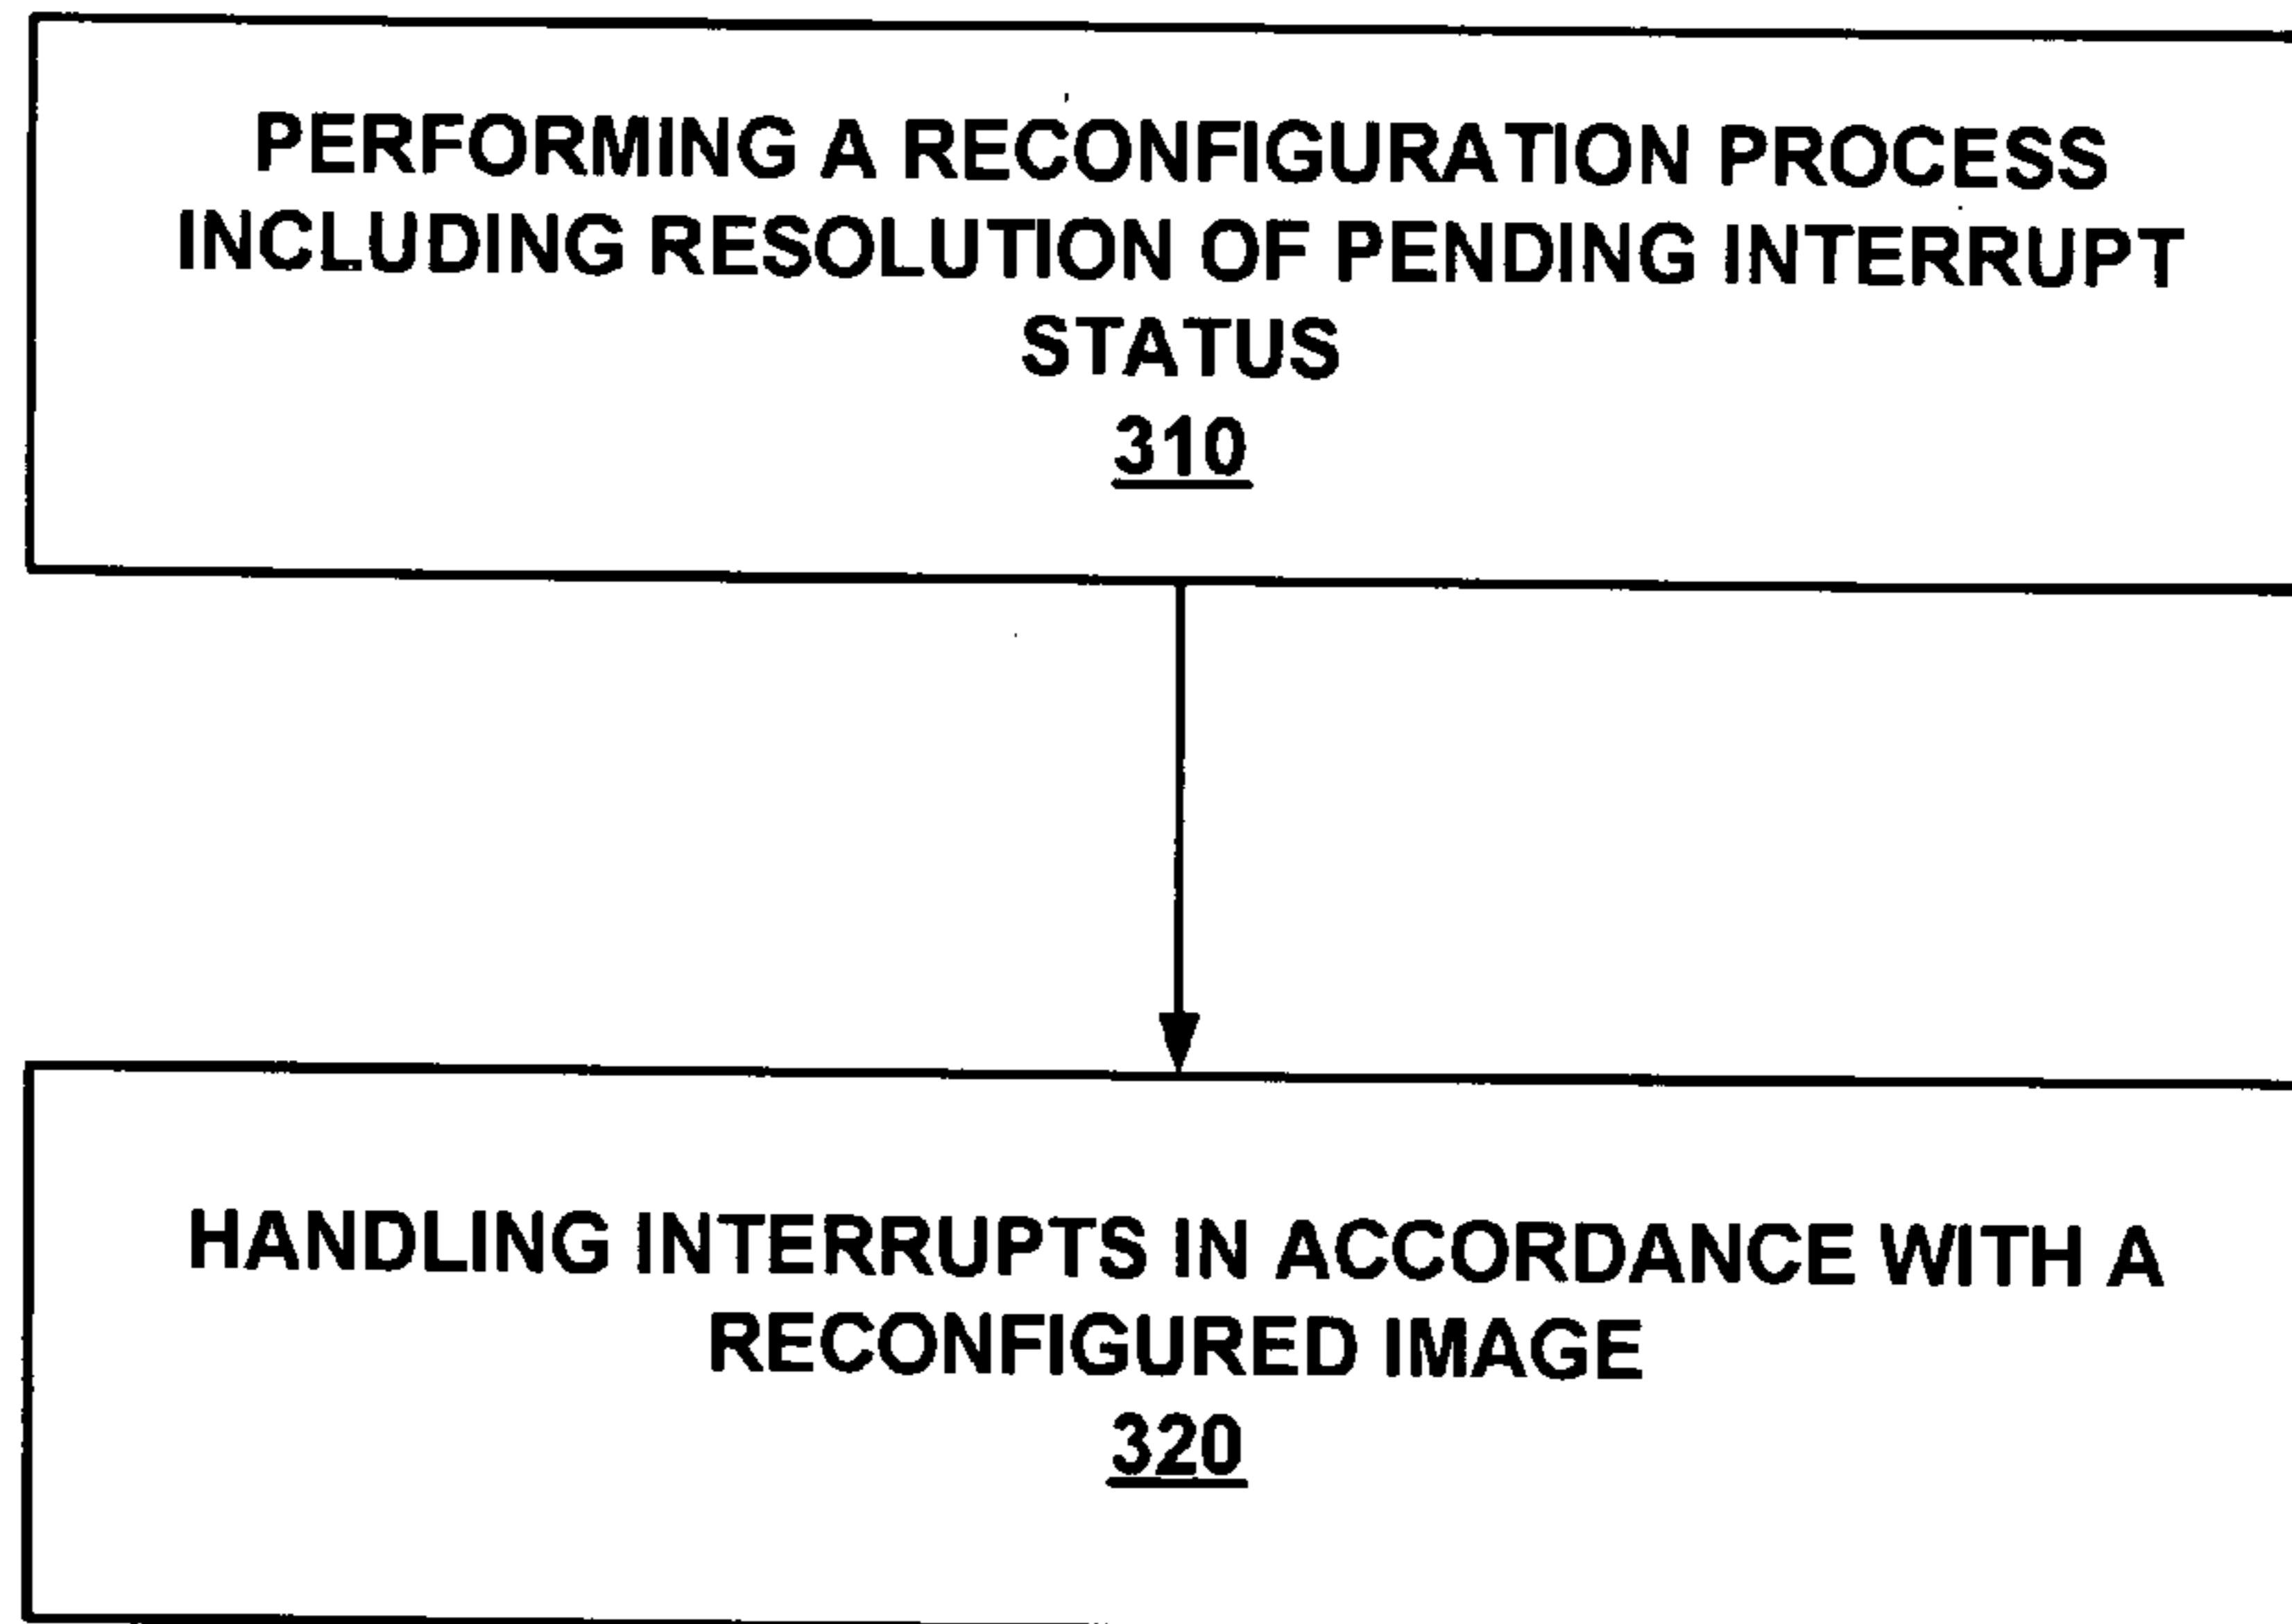 PERFORMING A RECONFIGURATION PROCESS
INCLUDING RESOLUTION OF PENDING INTERRUPT
STATUS
310
HANDLING INTERRUPTS IN ACCORDANCE WITH A
RECONFIGURED IMAGE
320